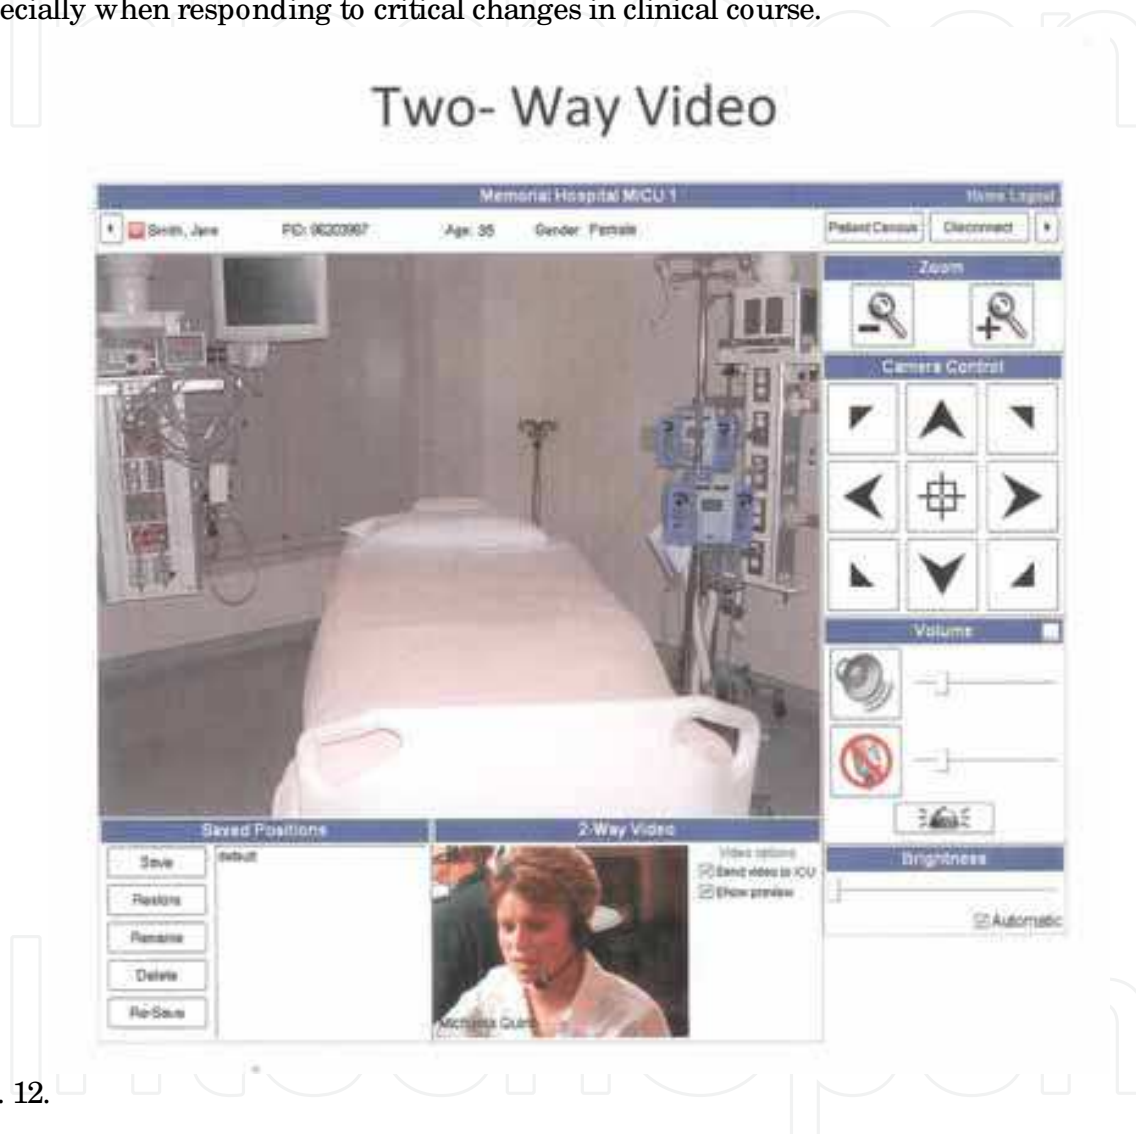 ecially when responding to critical changes in clinical course.
Two- Way Video
Memorial Hospital MICU 1 Home Logout
Smith, Jane PID: 96203967 Age: 35 Gender Female Patient Census Disconnect
Zoom
Camera Control
Volume
Saved Positions 2-Way Video
Save default Video options
Send video to ICU
Show preview
Brightness
Restore
Rename
Automatic
Delete
Re-Save
. 12.